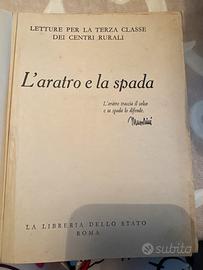 LETTURE PER LA TERZA CLASSE
DEI CENTRI RURALI
L'aratro e la spada
L'aratro traccia il solco
e la spada lo difende.
Mussolini
LA LIBRERIA DELLO STATO
ROMA
subito